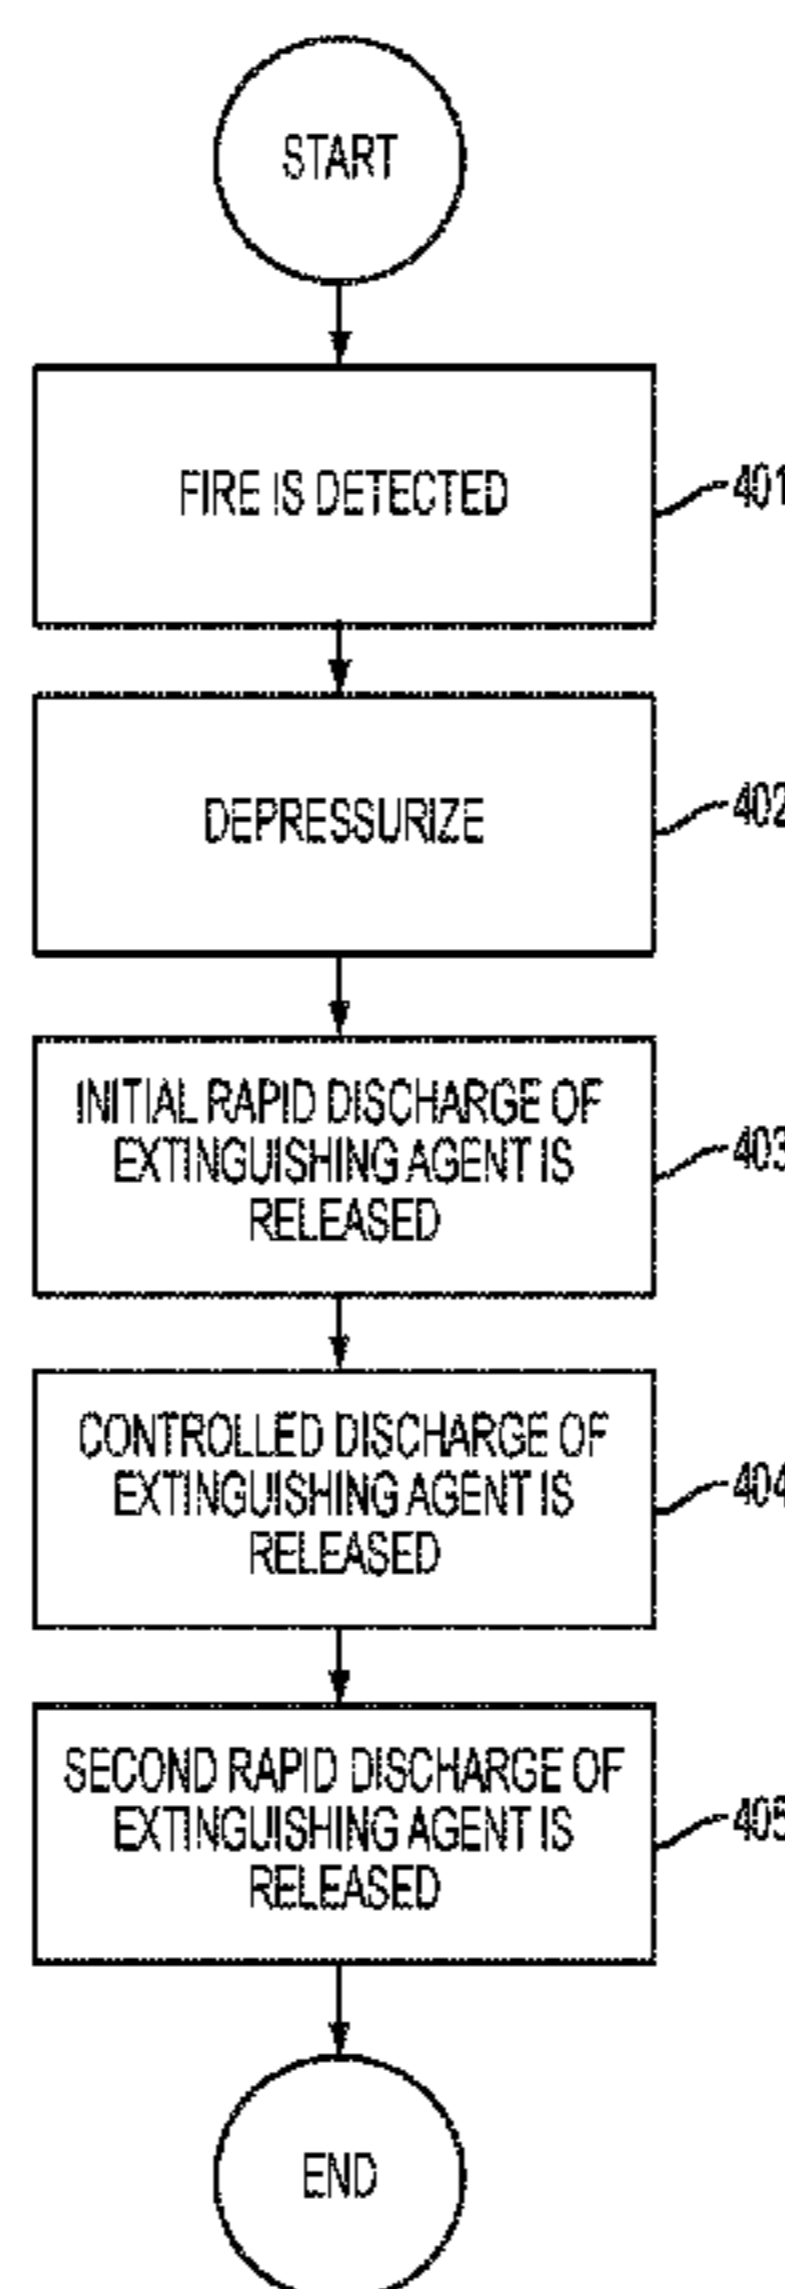 START
FIRE IS DETECTED
401
DEPRESSURIZE
402
INITIAL RAPID DISCHARGE OF
EXTINGUISHING AGENT IS
RELEASED
403
CONTROLLED DISCHARGE OF
EXTINGUISHING AGENT IS
RELEASED
404
SECOND RAPID DISCHARGE OF
EXTINGUISHING AGENT IS
RELEASED
405
END